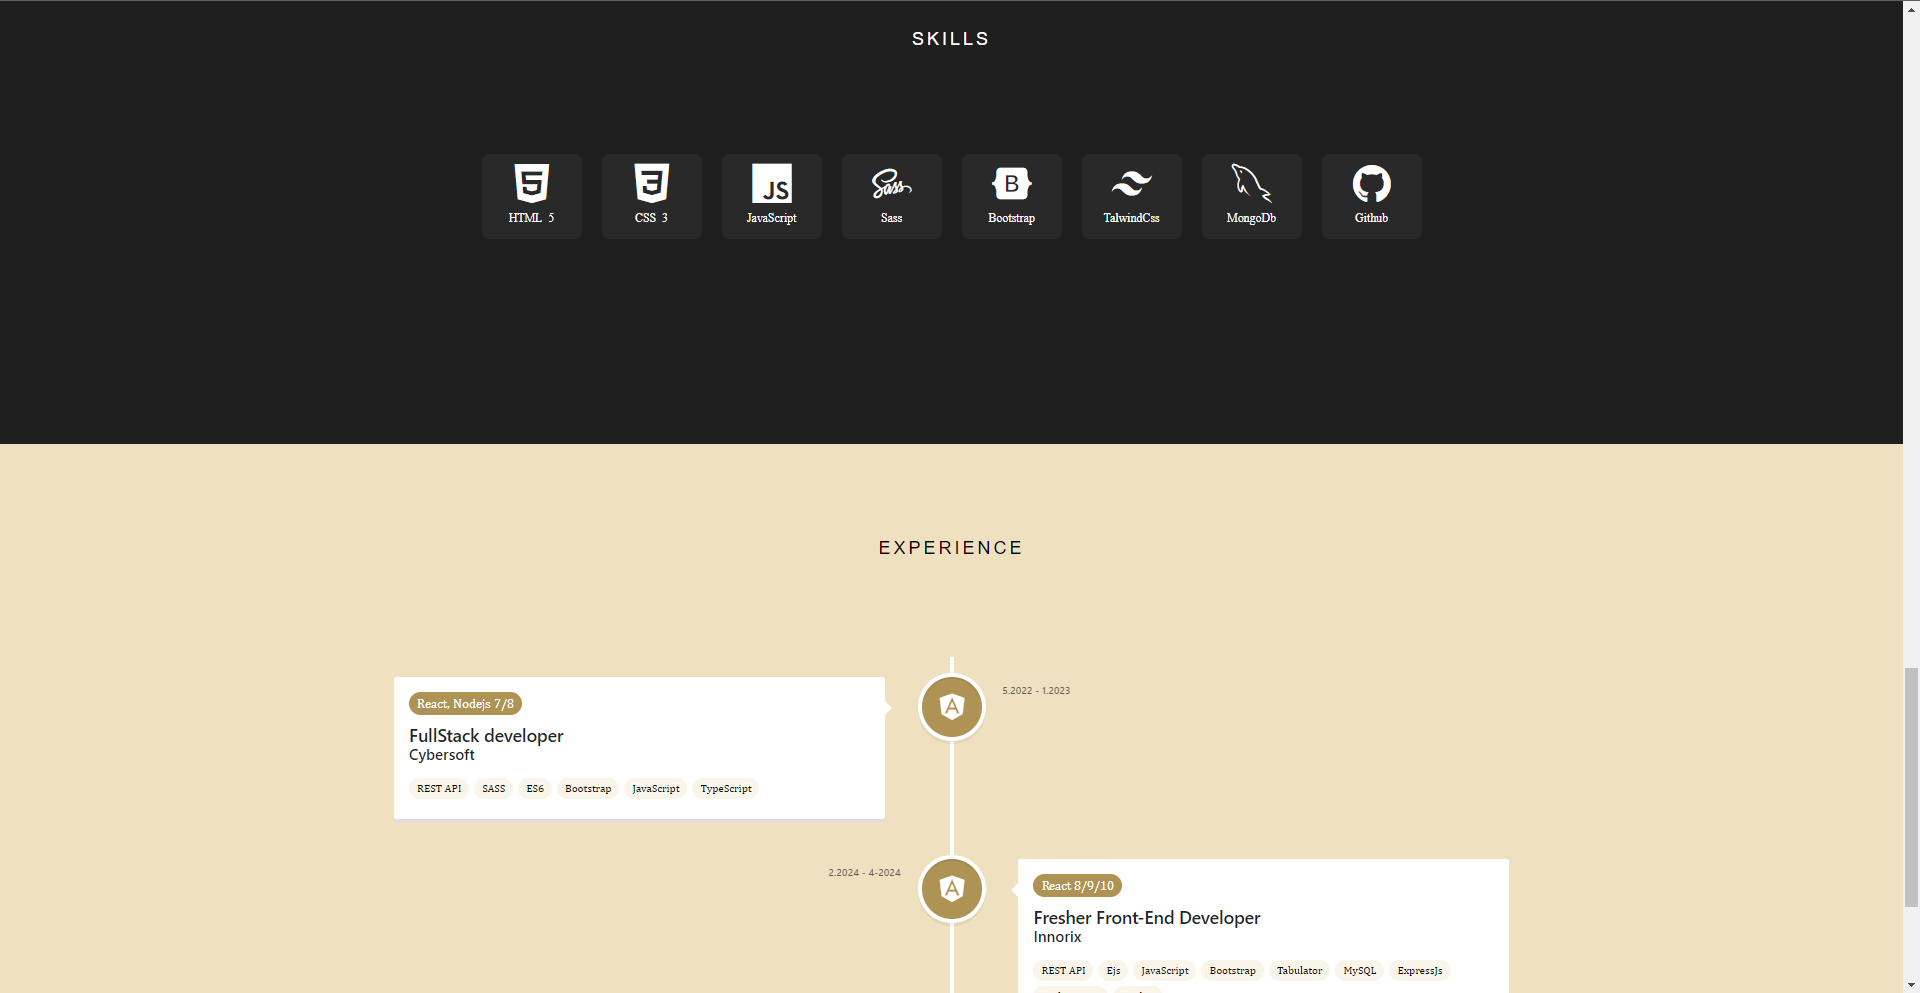 SKILLS
HTML 5
CSS 3
JS
JavaScript
Sass
Sass
B
Bootstrap
TalwindCss
MongoDb
Github
EXPERIENCE
React, Nodejs 7/8
FullStack developer
Cybersoft
REST API SASS ES6 Bootstrap JavaScript TypeScript
A
5.2022 - 1.2023
2.2024 - 4-2024
A
React 8/9/10
Fresher Front-End Developer
Innorix
REST API Ejs JavaScript Bootstrap Tabulator MySQL ExpressJs